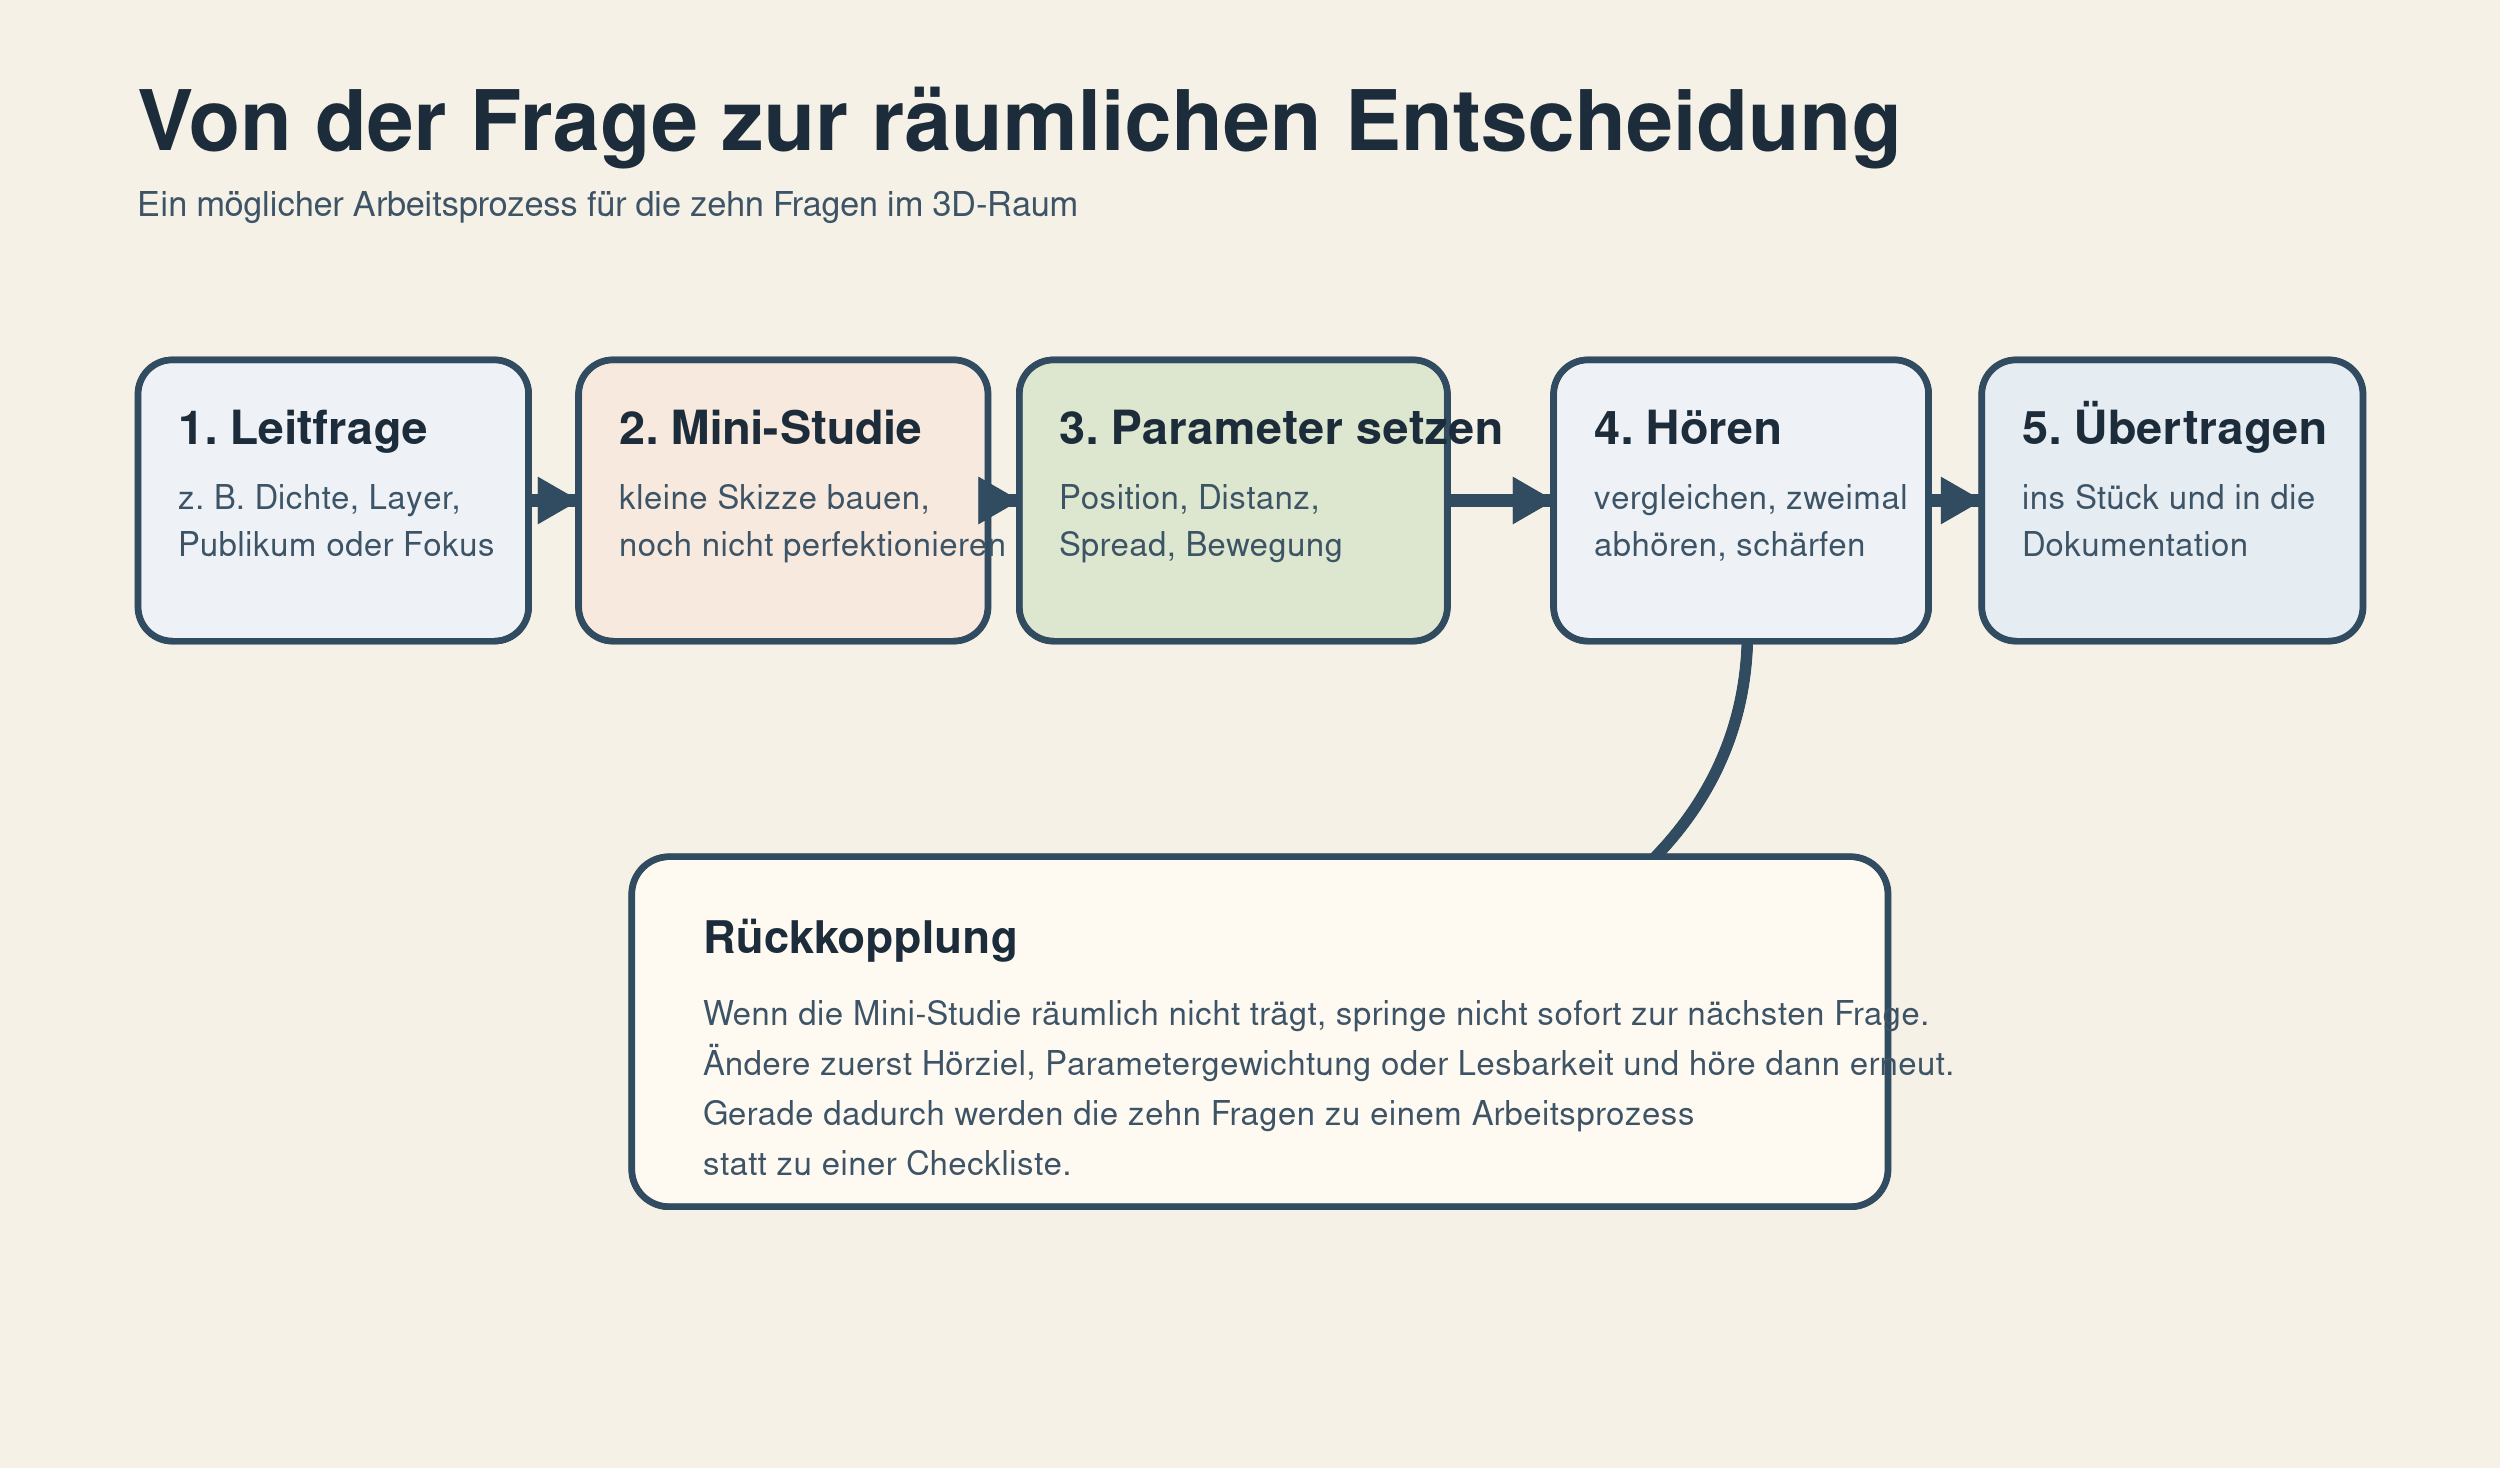 Von der Frage zur räumlichen Entscheidung
Ein möglicher Arbeitsprozess für die zehn Fragen im 3D-Raum
1. Leitfrage
z. B. Dichte, Layer,
Publikum oder Fokus
2. Mini-Studie
kleine Skizze bauen,
noch nicht perfektionieren
3. Parameter setzen
Position, Distanz,
Spread, Bewegung
4. Hören
vergleichen, zweimal
abhören, schärfen
5. Übertragen
ins Stück und in die
Dokumentation
Rückkopplung
Wenn die Mini-Studie räumlich nicht trägt, springe nicht sofort zur nächsten Frage.
Ändere zuerst Hörziel, Parametergewichtung oder Lesbarkeit und höre dann erneut.
Gerade dadurch werden die zehn Fragen zu einem Arbeitsprozess
statt zu einer Checkliste.